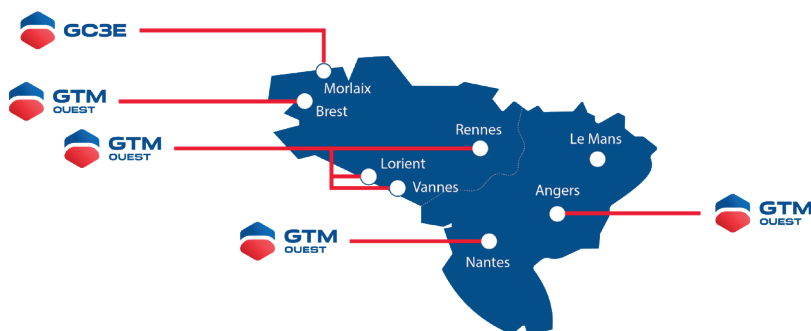 GC3E
Morlaix
GTM
OUEST
Brest
GTM
OUEST
Rennes
Le Mans
Lorient
Vannes
Angers
GTM
OUEST
GTM
OUEST
Nantes